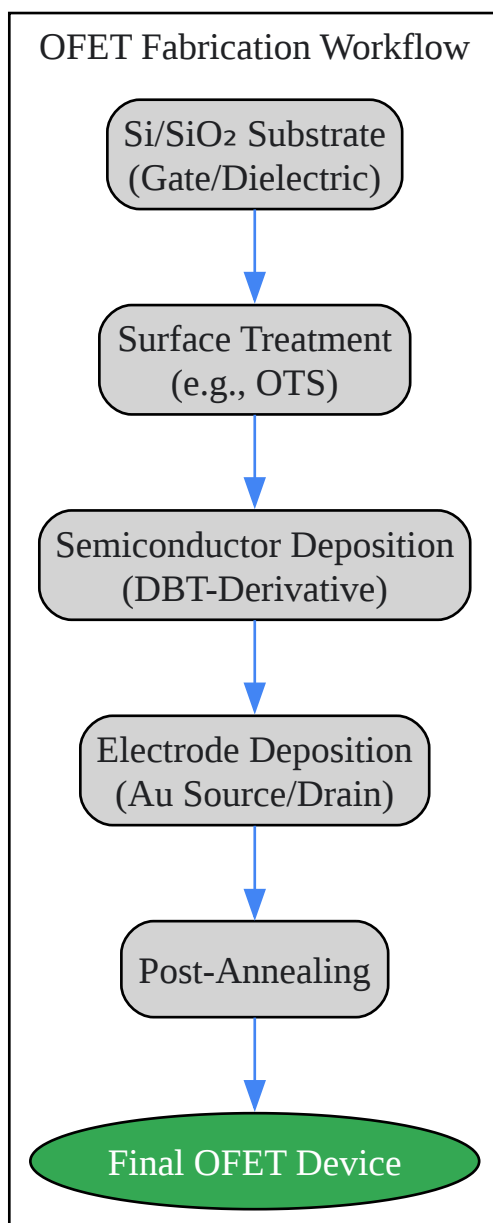 OFET Fabrication Workflow
Si/SiO₂ Substrate
(Gate/Dielectric)
Surface Treatment
(e.g., OTS)
Semiconductor Deposition
(DBT-Derivative)
Electrode Deposition
(Au Source/Drain)
Post-Annealing
Final OFET Device